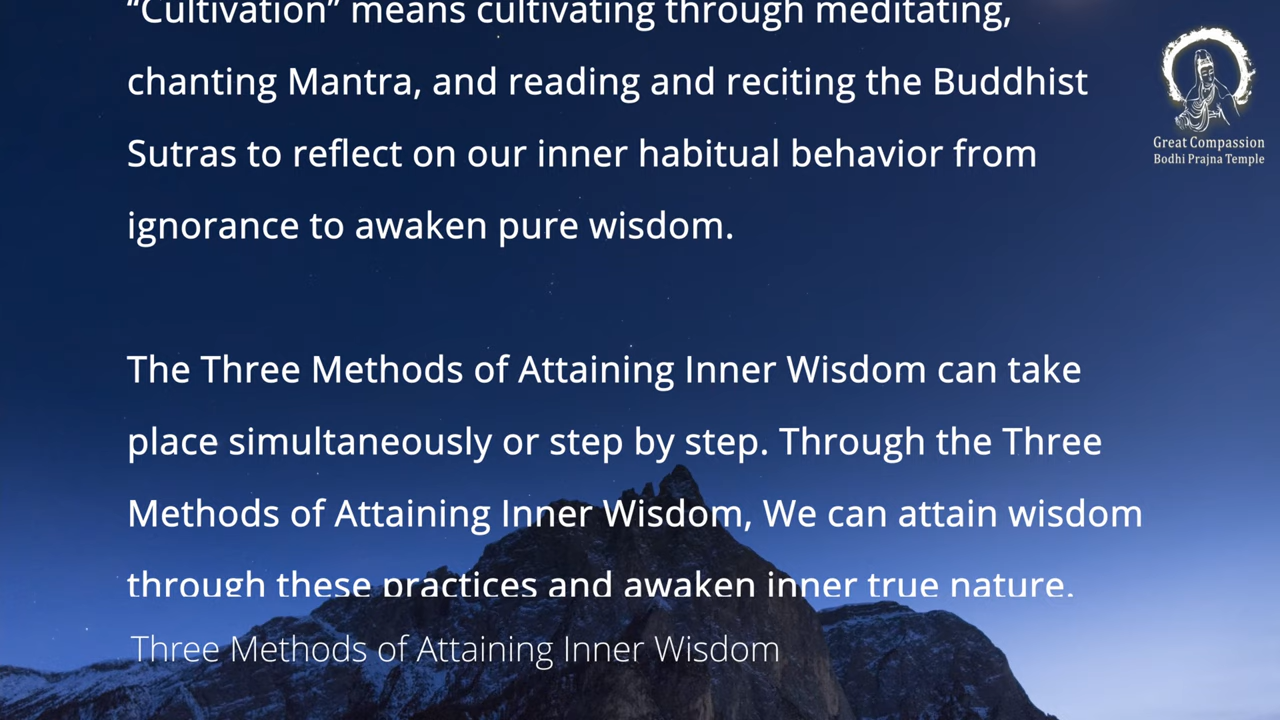 “Cultivation” means cultivating through meditating,
chanting Mantra, and reading and reciting the Buddhist
Sutras to reflect on our inner habitual behavior from
ignorance to awaken pure wisdom.
The Three Methods of Attaining Inner Wisdom can take
place simultaneously or step by step. Through the Three
Methods of Attaining Inner Wisdom, We can attain wisdom
through these practices and awaken inner true nature.
Three Methods of Attaining Inner Wisdom
Great Compassion
Bodhi Prajna Temple